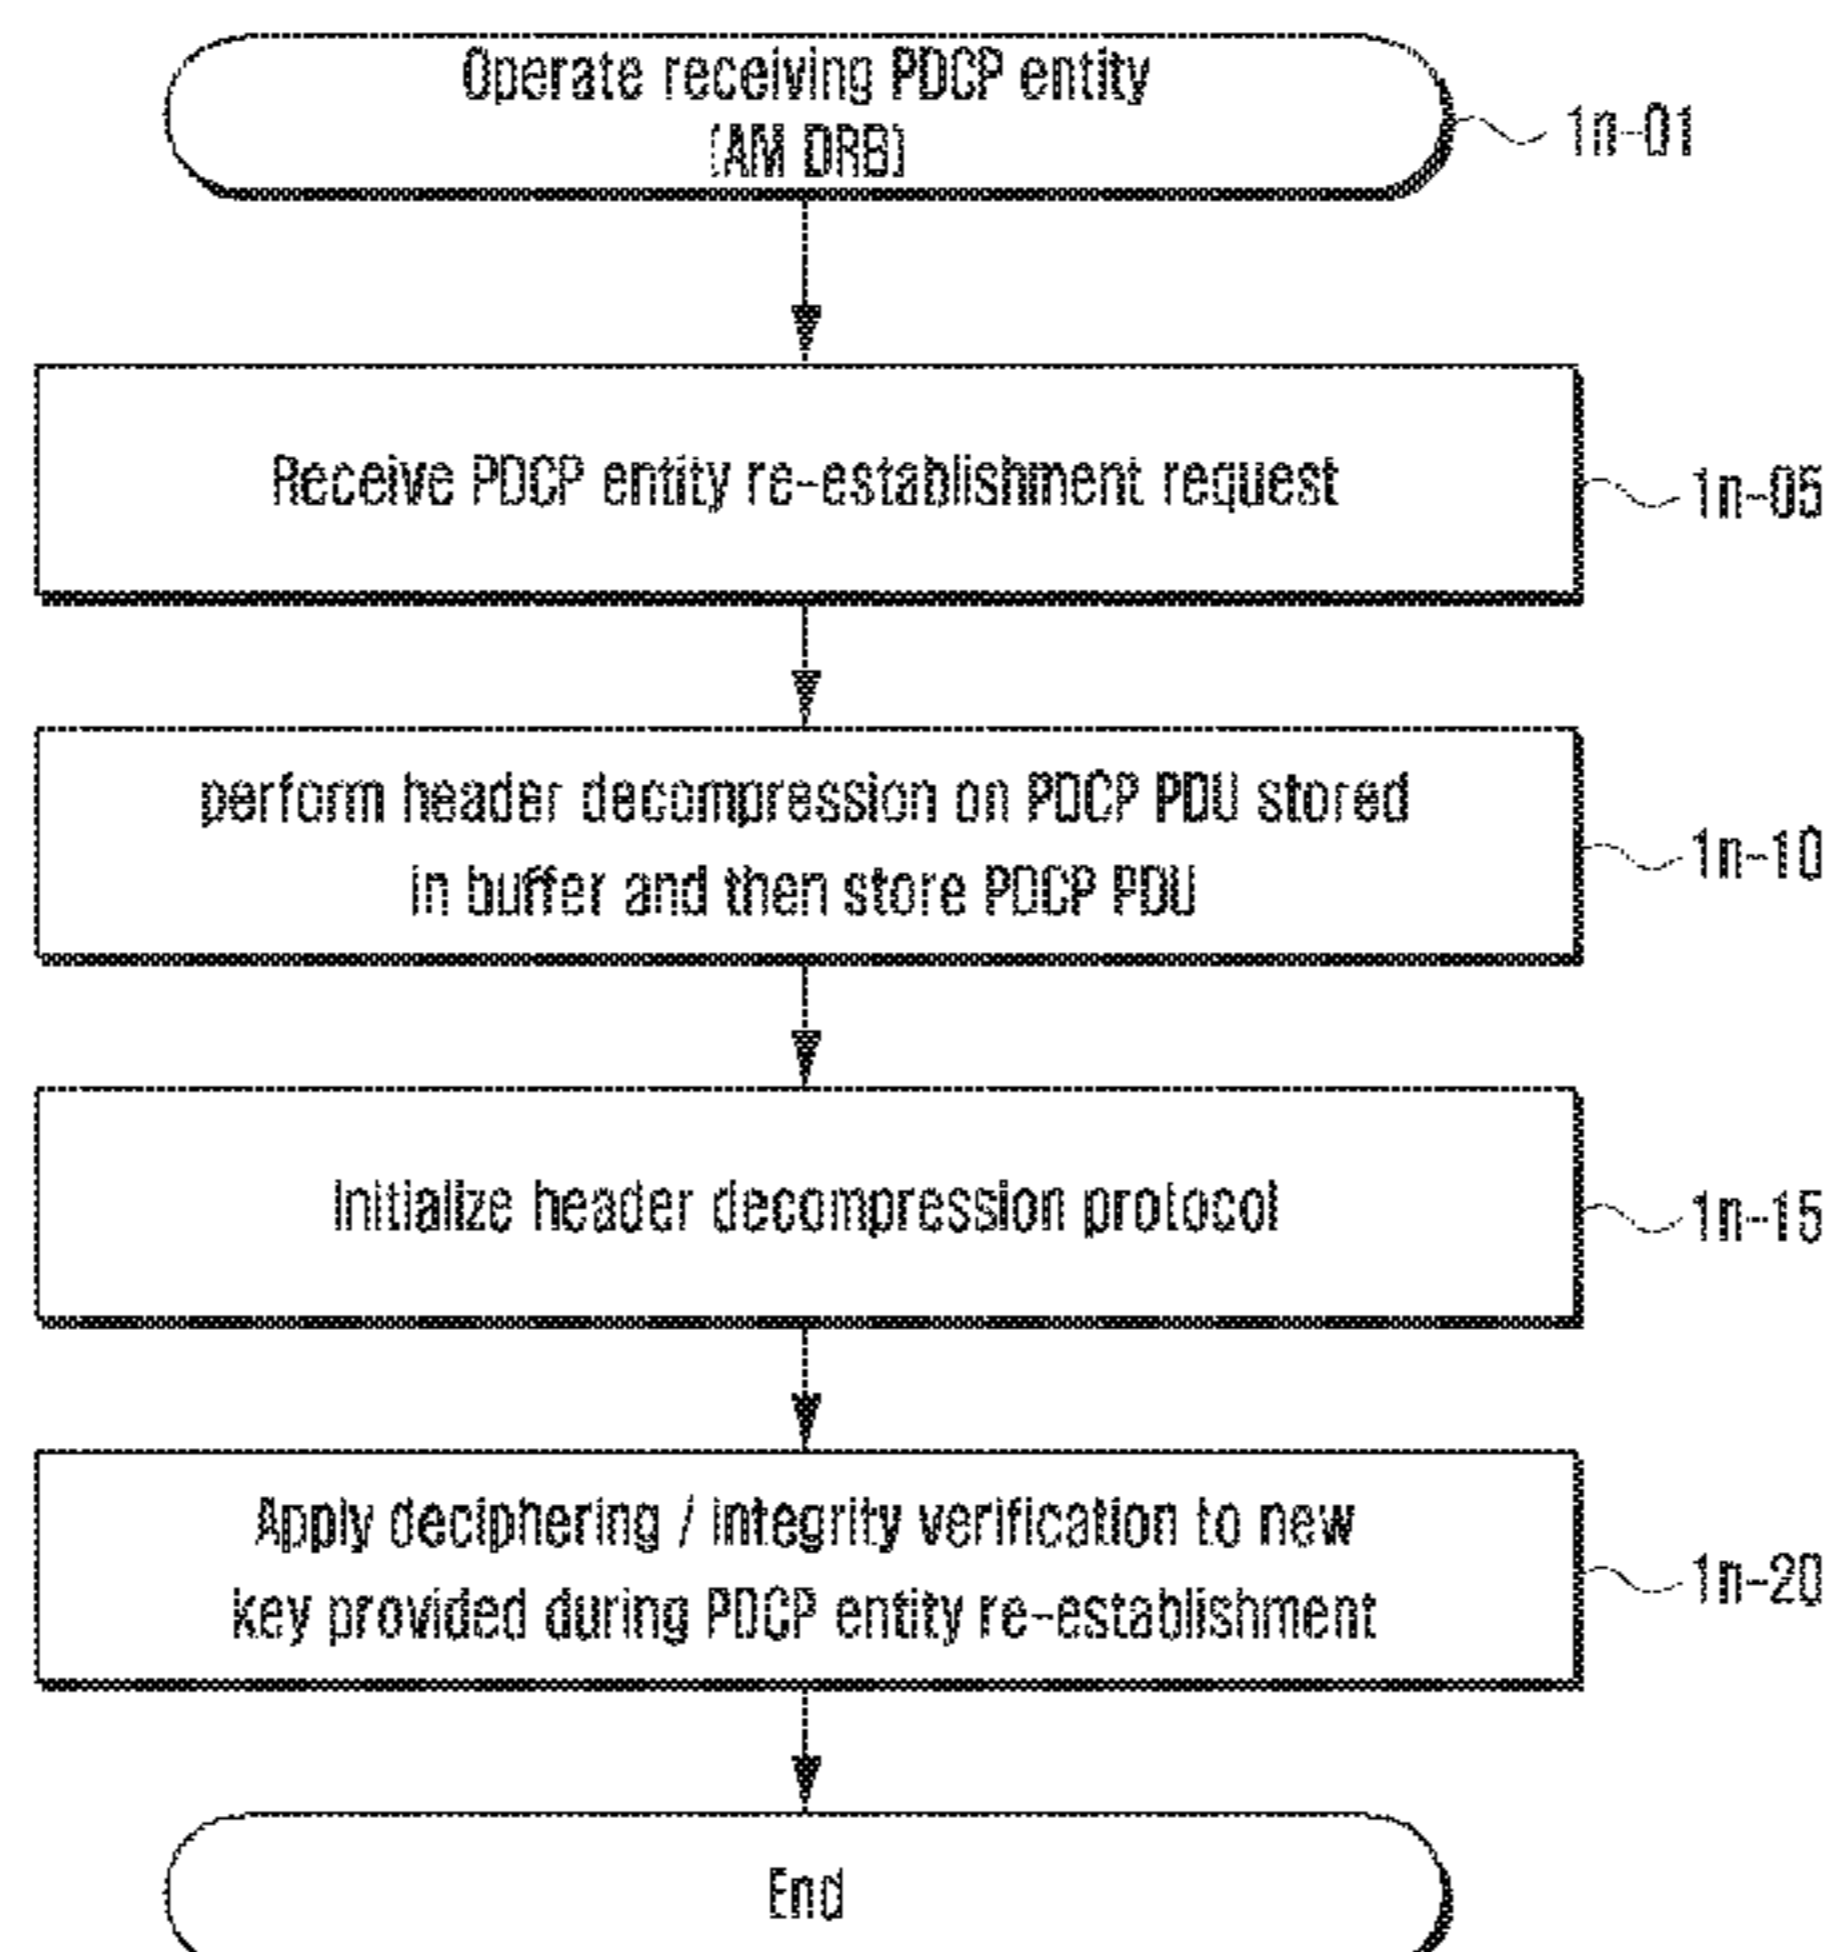 Operate receiving PDCP entity
(AM DRB)
1n-01
Receive PDCP entity re-establishment request
1n-05
perform header decompression on PDCP PDU stored
in buffer and then store PDCP PDU
1n-10
Initialize header decompression protocol
1n-15
Apply deciphering / integrity verification to new
key provided during PDCP entity re-establishment
1n-20
End